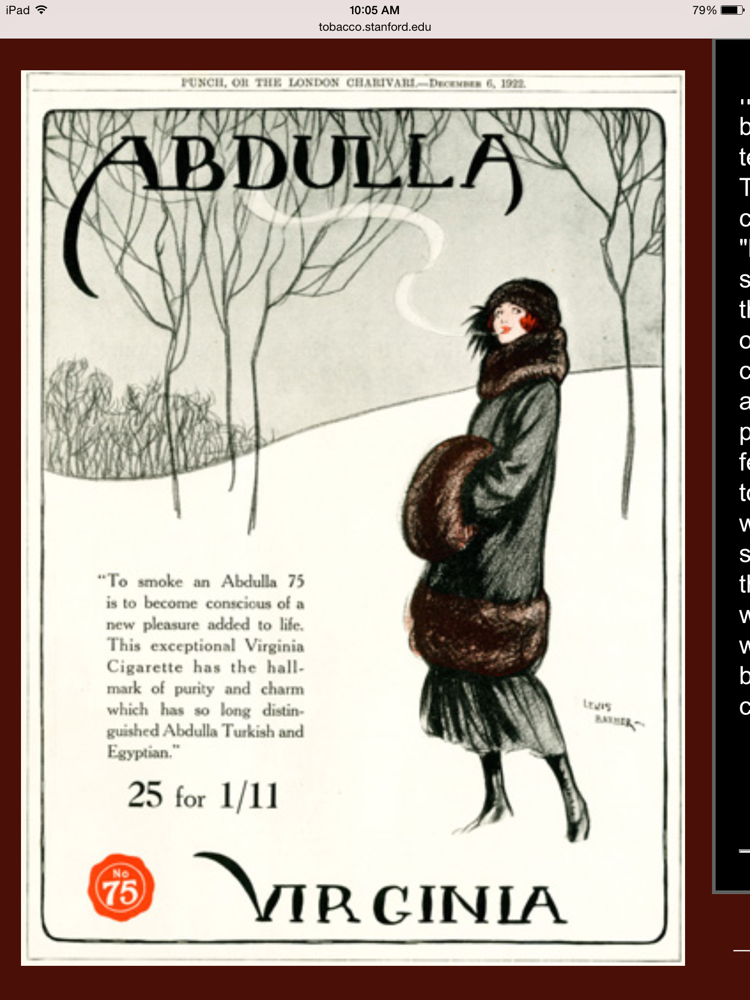 iPad
10:05 AM
79%
tobacco.stanford.edu
PUNCH, OR THE LONDON CHARIVARI.—DECEMBER 6, 1922.
ABDULLA
"To smoke an Abdulla 75
is to become conscious of a
new pleasure added to life.
This exceptional Virginia
Cigarette has the hall-
mark of purity and charm
which has so long distin-
guished Abdulla Turkish and
Egyptian."
25 for 1/11
LEWIS
BAUMER
No
75
VIRGINIA